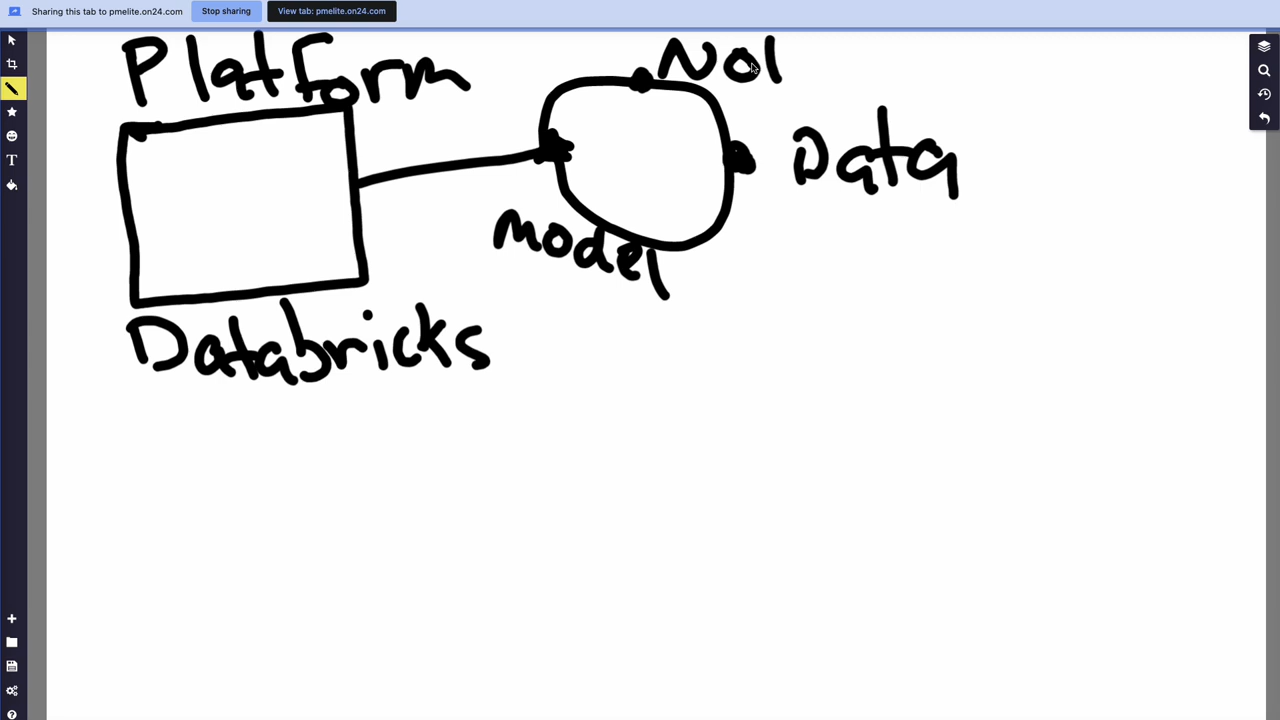 Sharing this tab to pmelite.on24.com
Stop sharing
View tab: pmelite.on24.com
Platform
Nol
Data
model
Databricks
T
?